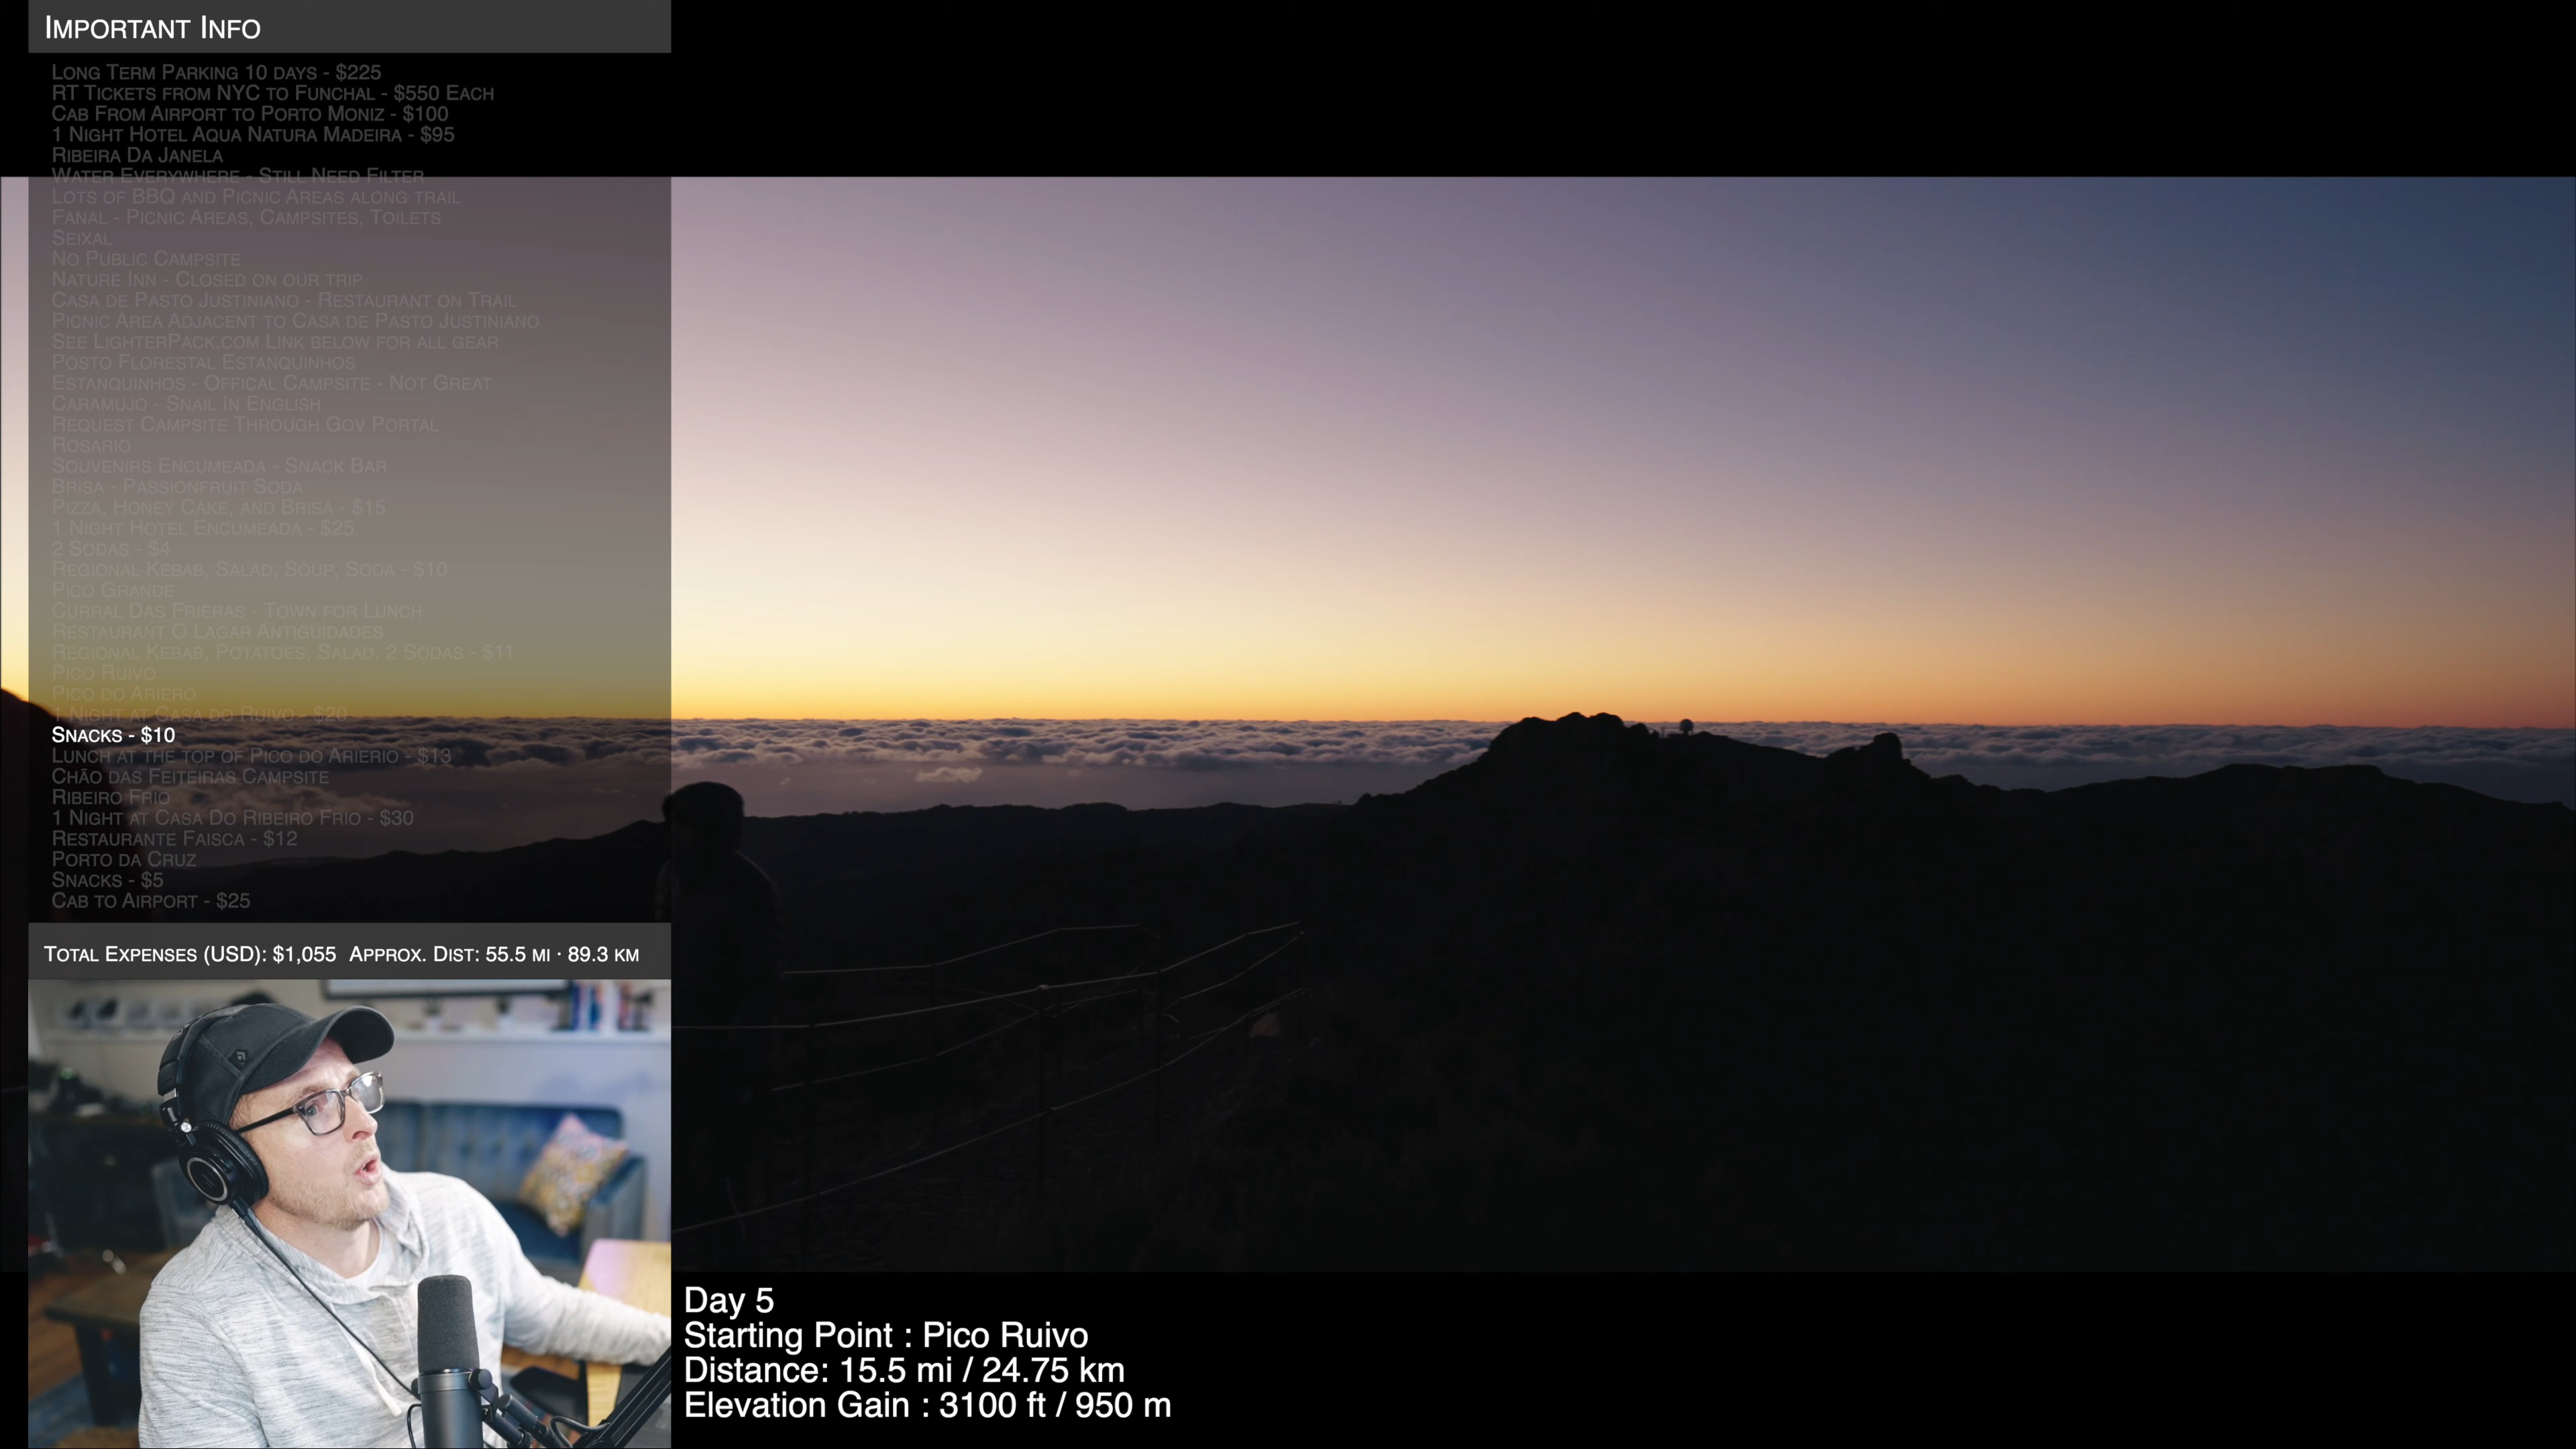 Important Info
Long Term Parking 10 days - $225
RT Tickets from NYC to Funchal - $550 Each
Cab From Airport to Porto Moniz - $100
1 Night Hotel Aqua Natura Madeira - $95
Ribeira Da Janela
Water Everywhere - Still Need Filter
Lots of BBQ and Picnic Areas along trail
Fanal - Picnic Areas, Campsites, Toilets
Seixal
No Public Campsite
Nature Inn - Closed on our trip
Casa de Pasto Justiniano - Restaurant on Trail
Picnic Area Adjacent to Casa de Pasto Justiniano
See LighterPack.com Link below for all gear
Posto Florestal Estanquinhos
Estanquinhos - Offical Campsite - Not Great
Caramujo - Snail In English
Request Campsite Through Gov Portal
Rosario
Souvenirs Encumeada - Snack Bar
Brisa - Passionfruit Soda
Pizza, Honey Cake, and Brisa - $15
1 Night Hotel Encumeada - $25
2 Sodas - $4
Regional Kebab, Salad, Soup, Soda - $10
Pico Grande
Curral Das Frieras - Town for Lunch
Restaurant O Lagar Antiguidades
Regional Kebab, Potatoes, Salad, 2 Sodas - $11
Pico Ruivo
Pico do Ariero
1 Night at Casa do Ruivo - $20
Snacks - $10
Lunch at the top of Pico do Arierio - $13
Chão das Feiteiras Campsite
Ribeiro Frio
1 Night at Casa Do Ribeiro Frio - $30
Restaurante Faisca - $12
Porto da Cruz
Snacks - $5
Cab to Airport - $25
Total Expenses (USD): $1,055 Approx. Dist: 55.5 mi · 89.3 km
Day 5
Starting Point : Pico Ruivo
Distance: 15.5 mi / 24.75 km
Elevation Gain : 3100 ft / 950 m